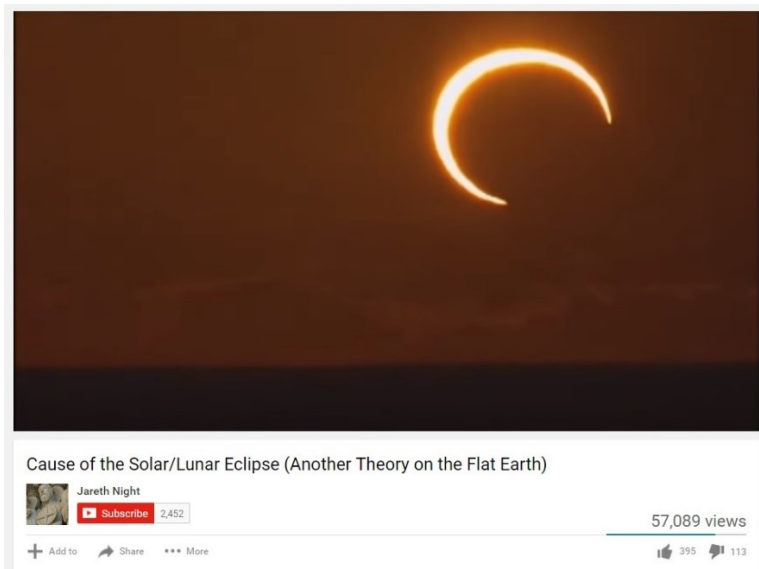 Cause of the Solar/Lunar Eclipse (Another Theory on the Flat Earth)
Jareth Night
Subscribe 2,452
57,089 views
Add to Share More
395 113